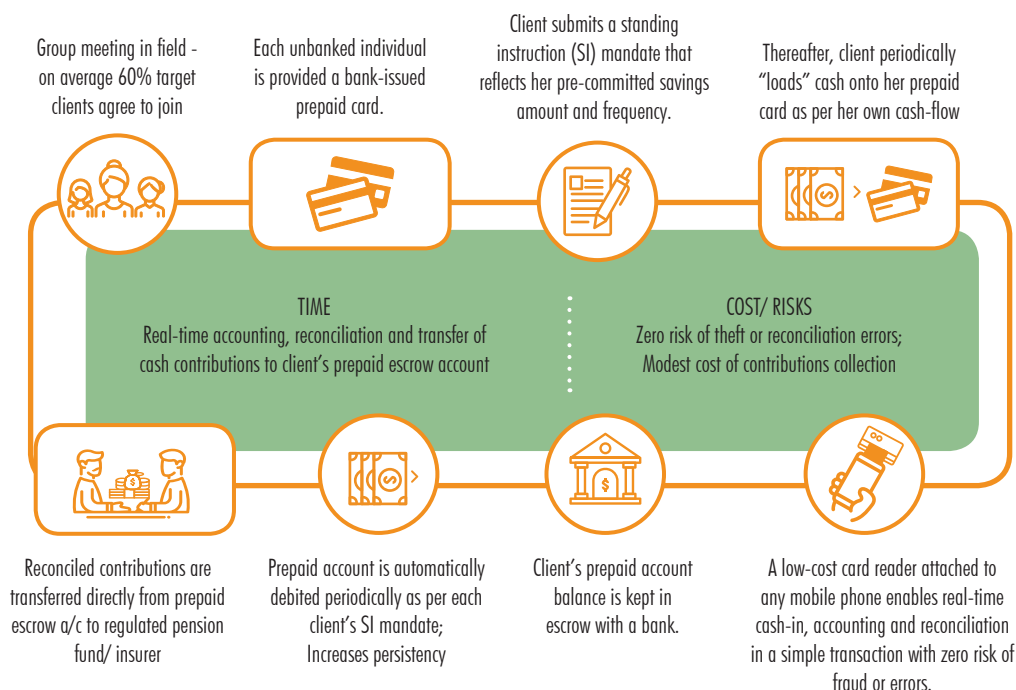 Group meeting in field -
on average 60% target
clients agree to join
Each unbanked individual
is provided a bank-issued
prepaid card.
Client submits a standing
instruction (SI) mandate that
reflects her pre-committed savings
amount and frequency.
Thereafter, client periodically
“loads” cash onto her prepaid
card as per her own cash-flow
TIME
Real-time accounting, reconciliation and transfer of
cash contributions to client’s prepaid escrow account
COST/ RISKS
Zero risk of theft or reconciliation errors;
Modest cost of contributions collection
Reconciled contributions are
transferred directly from prepaid
escrow a/c to regulated pension
fund/ insurer
Prepaid account is automatically
debited periodically as per each
client’s SI mandate;
Increases persistency
Client’s prepaid account
balance is kept in
escrow with a bank.
A low-cost card reader attached to
any mobile phone enables real-time
cash-in, accounting and reconciliation
in a simple transaction with zero risk of
fraud or errors.